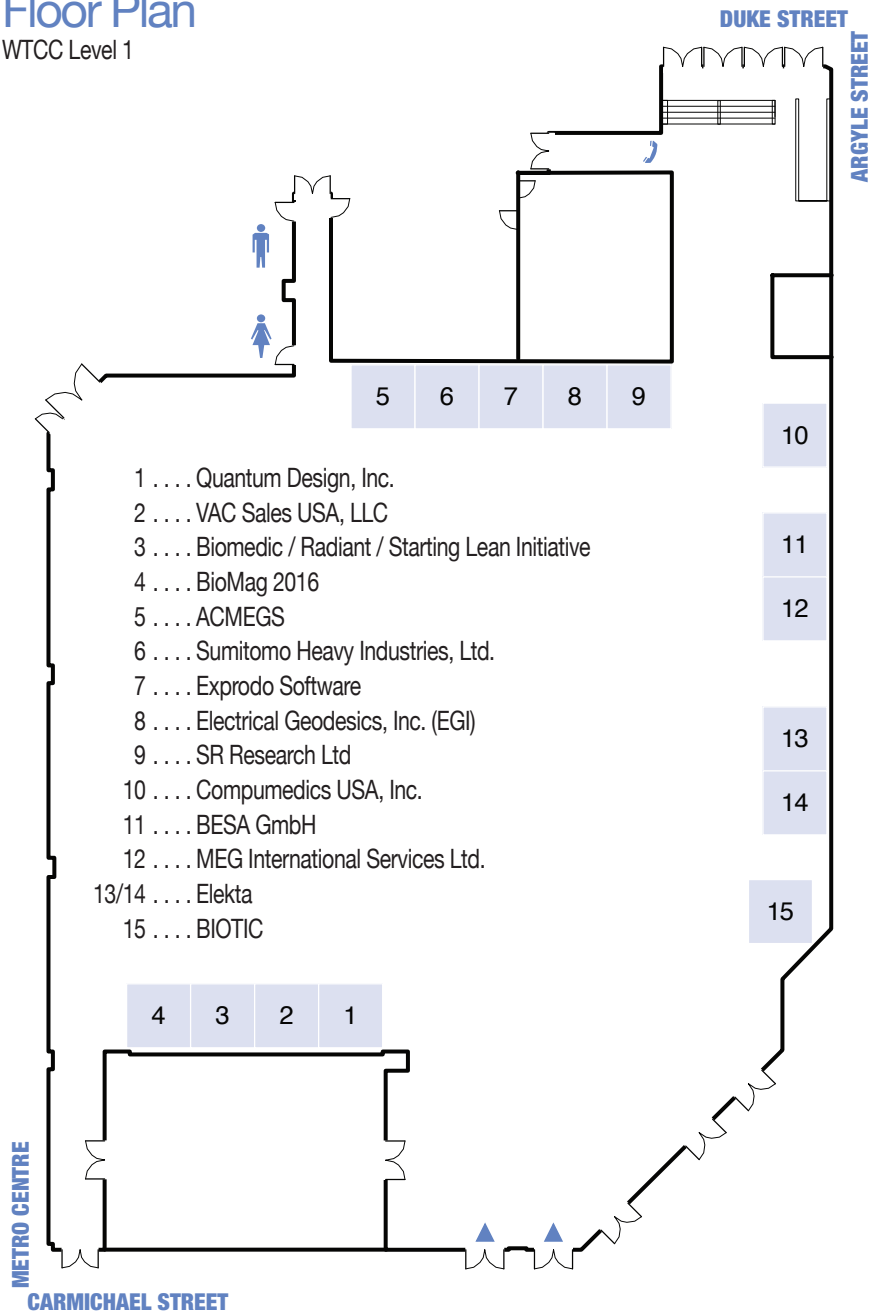 Floor Plan
WTCC Level 1
DUKE STREET
ARGYLE STREET
5 6 7 8 9
10
1 . . . . Quantum Design, Inc.
2 . . . . VAC Sales USA, LLC
3 . . . . Biomedic / Radiant / Starting Lean Initiative
4 . . . . BioMag 2016
5 . . . . ACMEGS
6 . . . . Sumitomo Heavy Industries, Ltd.
7 . . . . Exprodo Software
8 . . . . Electrical Geodesics, Inc. (EGI)
9 . . . . SR Research Ltd
10 . . . . Compumedics USA, Inc.
11 . . . . BESA GmbH
12 . . . . MEG International Services Ltd.
13/14 . . . . Elekta
15 . . . . BIOTIC
11
12
13
14
15
4 3 2 1
METRO CENTRE
CARMICHAEL STREET